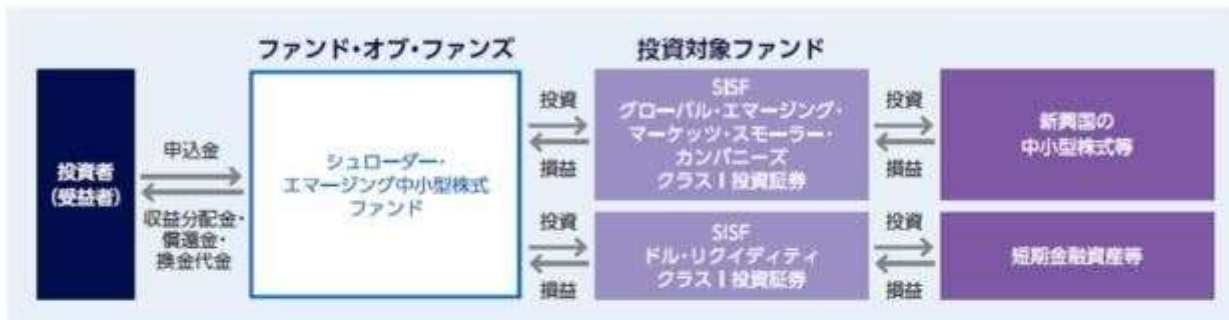 ファンド・オブ・ファンズ
投資対象ファンド
投資者
(受益者)
申込金
収益分配金・
償還金・
換金代金
シュローダー・
エマージング中小型株式
ファンド
投資
損益
SISF
グローバル・エマージング・
マーケッツ・スモーラー・
カンパニーズ
クラスI投資証券
投資
損益
新興国の
中小型株式等
投資
損益
SISF
ドル・リクイディティ
クラスI投資証券
投資
損益
短期金融資産等